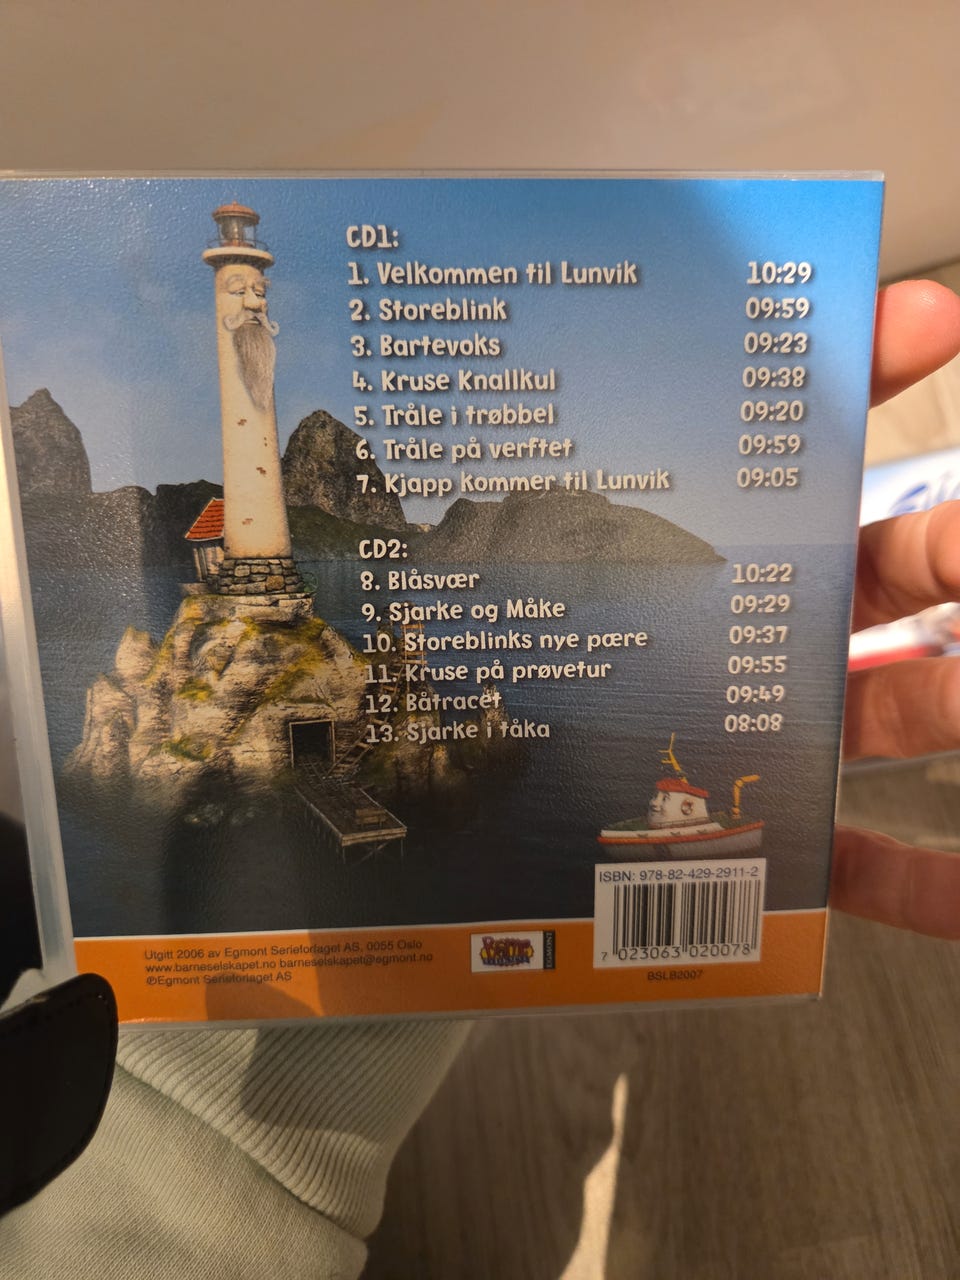 CD1:
1. Velkommen til Lunvik 10:29
2. Storeblink 09:59
3. Bartevoks 09:23
4. Kruse Knallkul 09:38
5. Tråle i trøbbel 09:20
6. Tråle på verftet 09:59
7. Kjapp kommer til Lunvik 09:05
CD2:
8. Blåsvær 10:22
9. Sjarke og Måke 09:29
10. Storeblinks nye pære 09:37
11. Kruse på prøvetur 09:55
12. Båtracet 09:49
13. Sjarke i tåka 08:08
ISBN: 978-82-429-2911-2
7 023063 020078
BSLB2007
Utgitt 2006 av Egmont Serieforlaget AS, 0055 Oslo
www.barneselskapet.no barneselskapet@egmont.no
℗Egmont Serieforlaget AS
EGMONT